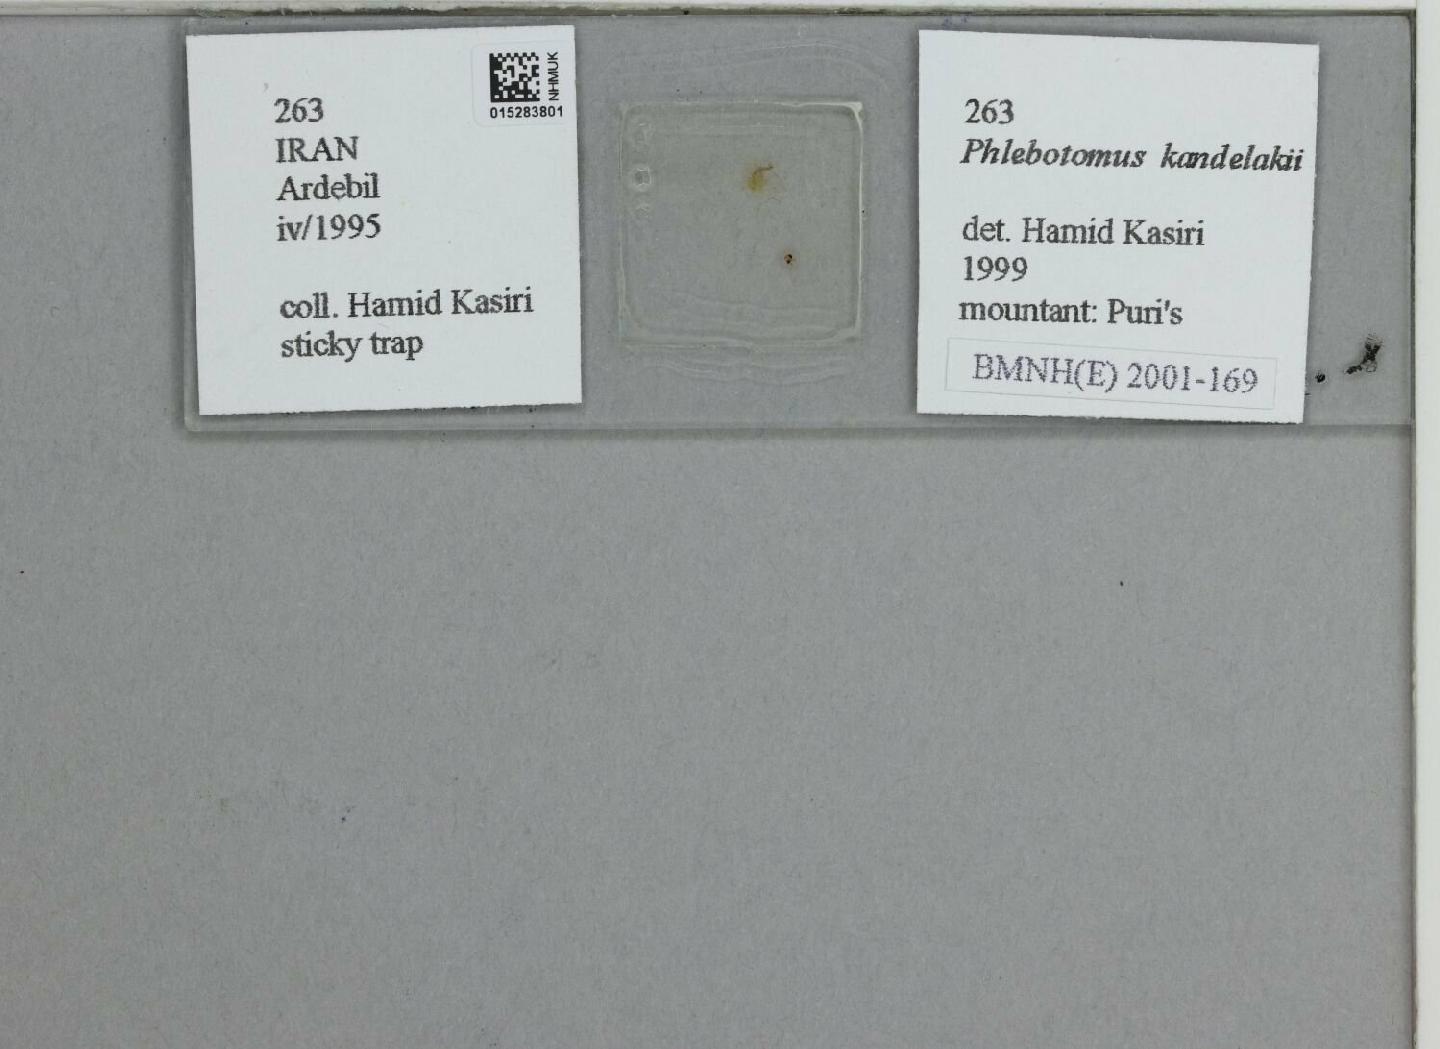 263
IRAN
Ardebil
iv/1995
coll. Hamid Kasiri
sticky trap
NHMUK
015283801
263
Phlebotomus kandelakii
det. Hamid Kasiri
1999
mountant: Puri's
BMNH(E) 2001-169